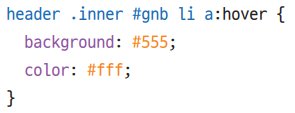 header .inner #gnb li a:hover {
  background: #555;
  color: #fff;
}